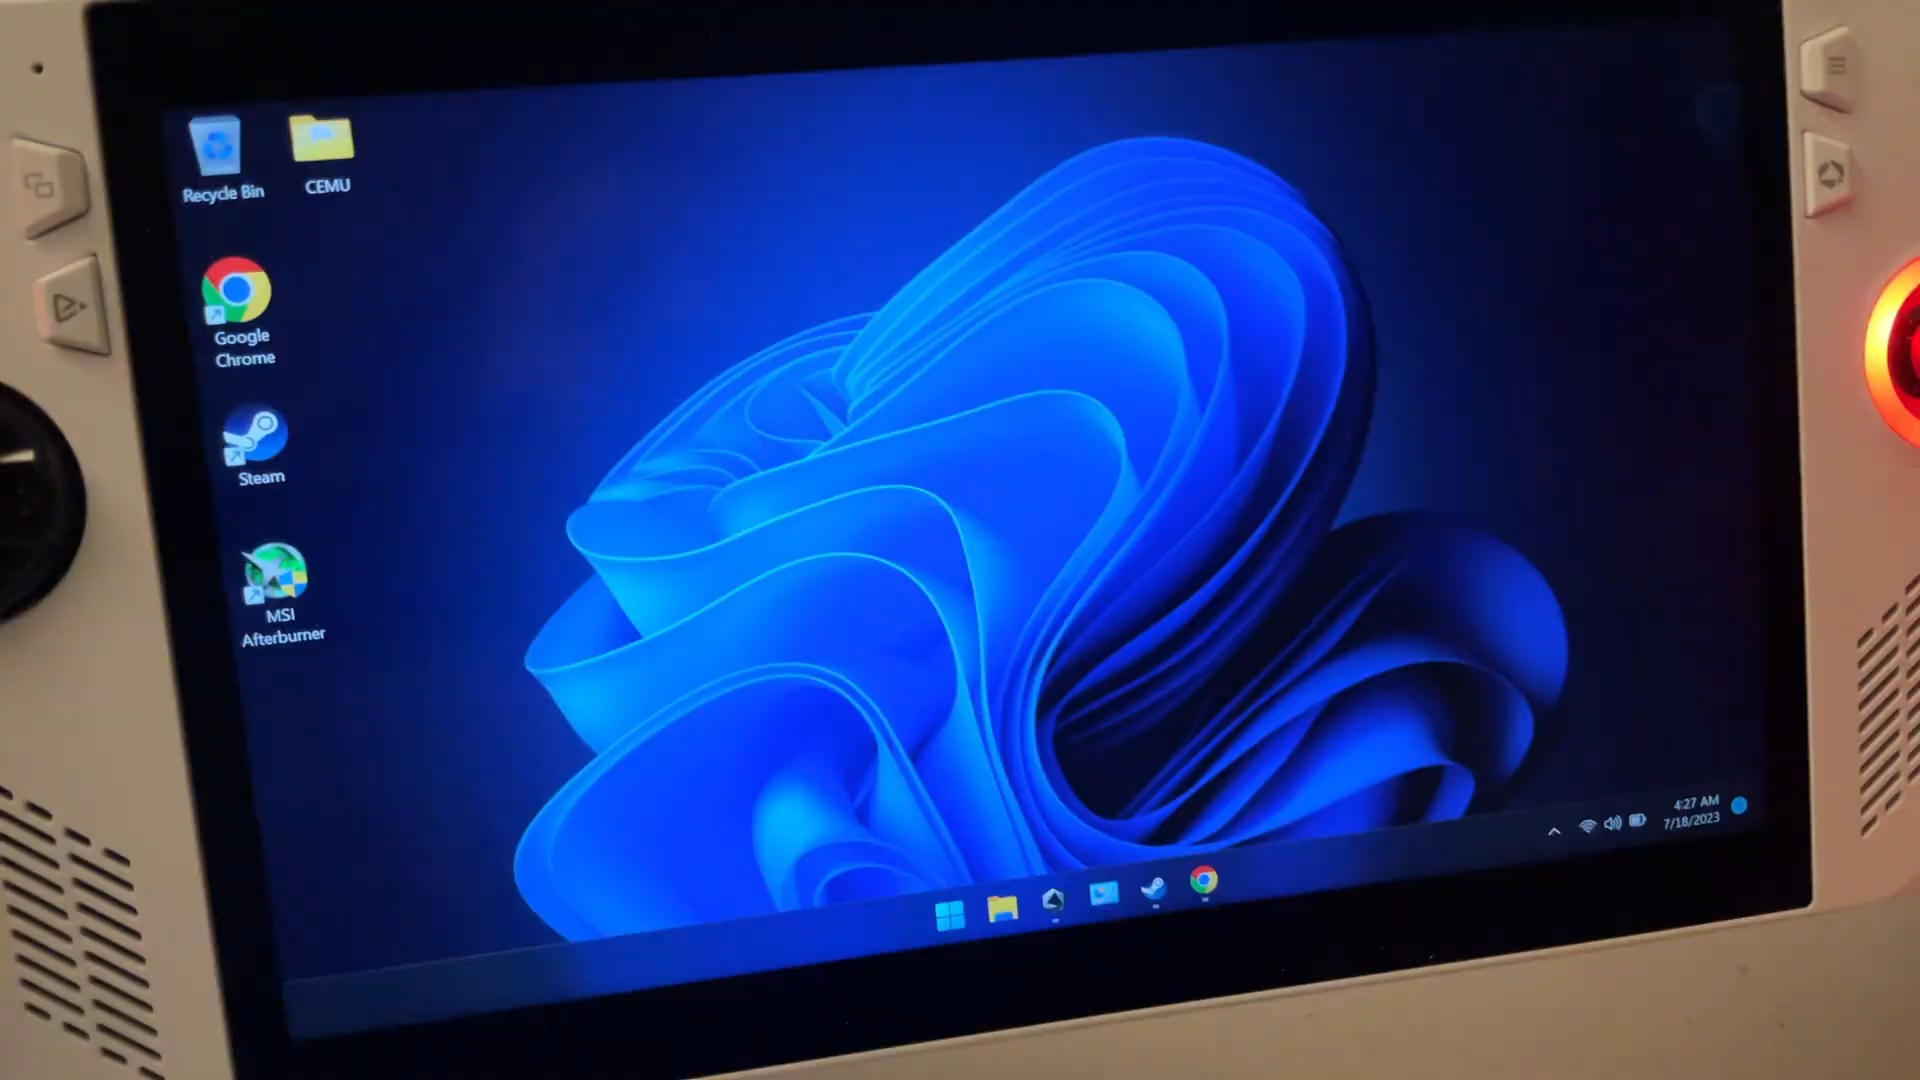 Recycle Bin
CEMU
Google
Chrome
Steam
MSI
Afterburner
4:27 AM
7/18/2023